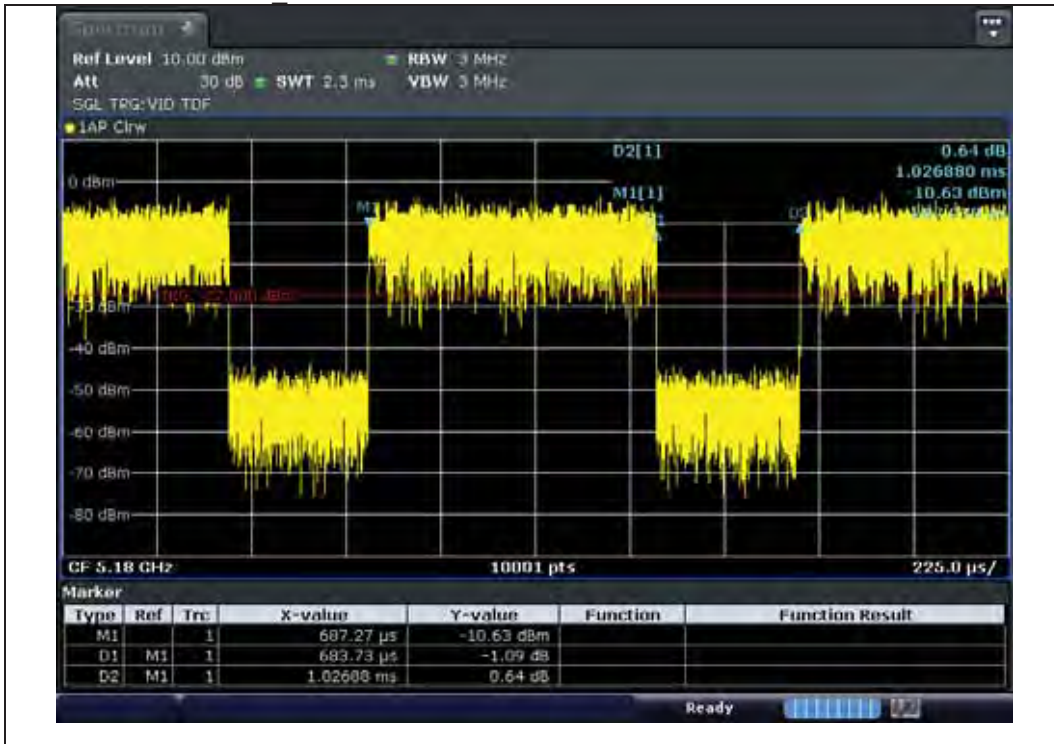 Spectrum
Ref Level 10.00 dBm RBW 3 MHz
Att 30 dB SWT 2.3 ms VBW 3 MHz
SGL TRG:VID TDF
1AP Clrw
D2[1] 0.64 dB
1.026880 ms
M1[1] -10.63 dBm
0 dBm
-40 dBm
-50 dBm
-60 dBm
-70 dBm
-80 dBm
CF 5.18 GHz 10001 pts 225.0 µs/
Marker
Type Ref Trc X-value Y-value Function Function Result
M1 1 687.27 µs -10.63 dBm
D1 M1 1 683.73 µs -1.09 dB
D2 M1 1 1.02688 ms 0.64 dB
Ready